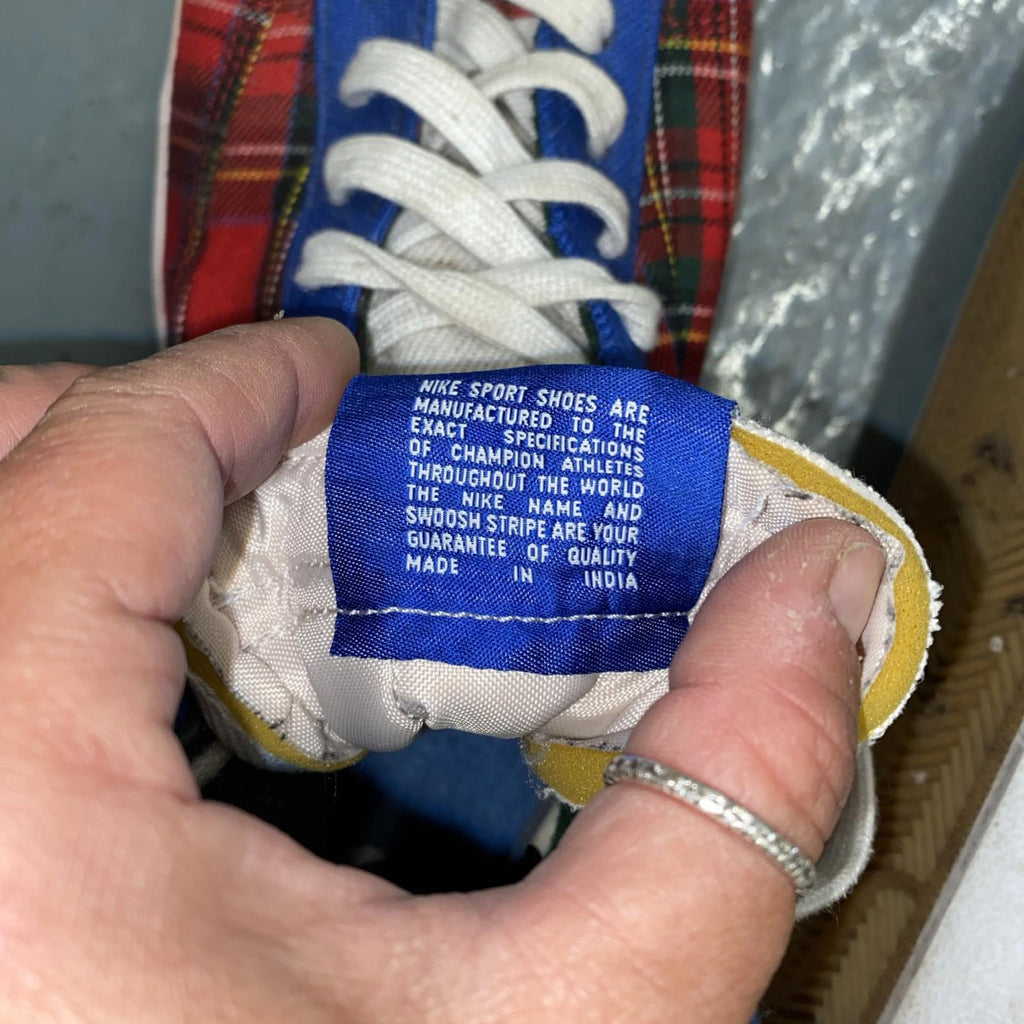 NIKE SPORT SHOES ARE
MANUFACTURED TO THE
EXACT SPECIFICATIONS
OF CHAMPION ATHLETES
THROUGHOUT THE WORLD
THE NIKE NAME AND
SWOOSH STRIPE ARE YOUR
GUARANTEE OF QUALITY
MADE IN INDIA